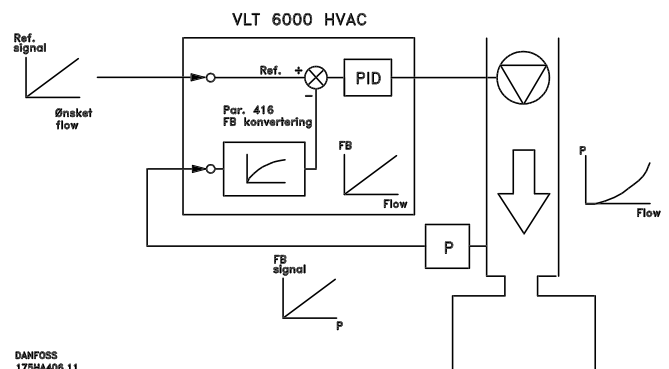 VLT 6000 HVAC
Ref.
signal
Ønsket
flow
Ref.
+
−
PID
Par. 416
FB konvertering
FB
Flow
P
Flow
P
FB
signal
P
DANFOSS
175HA406.11